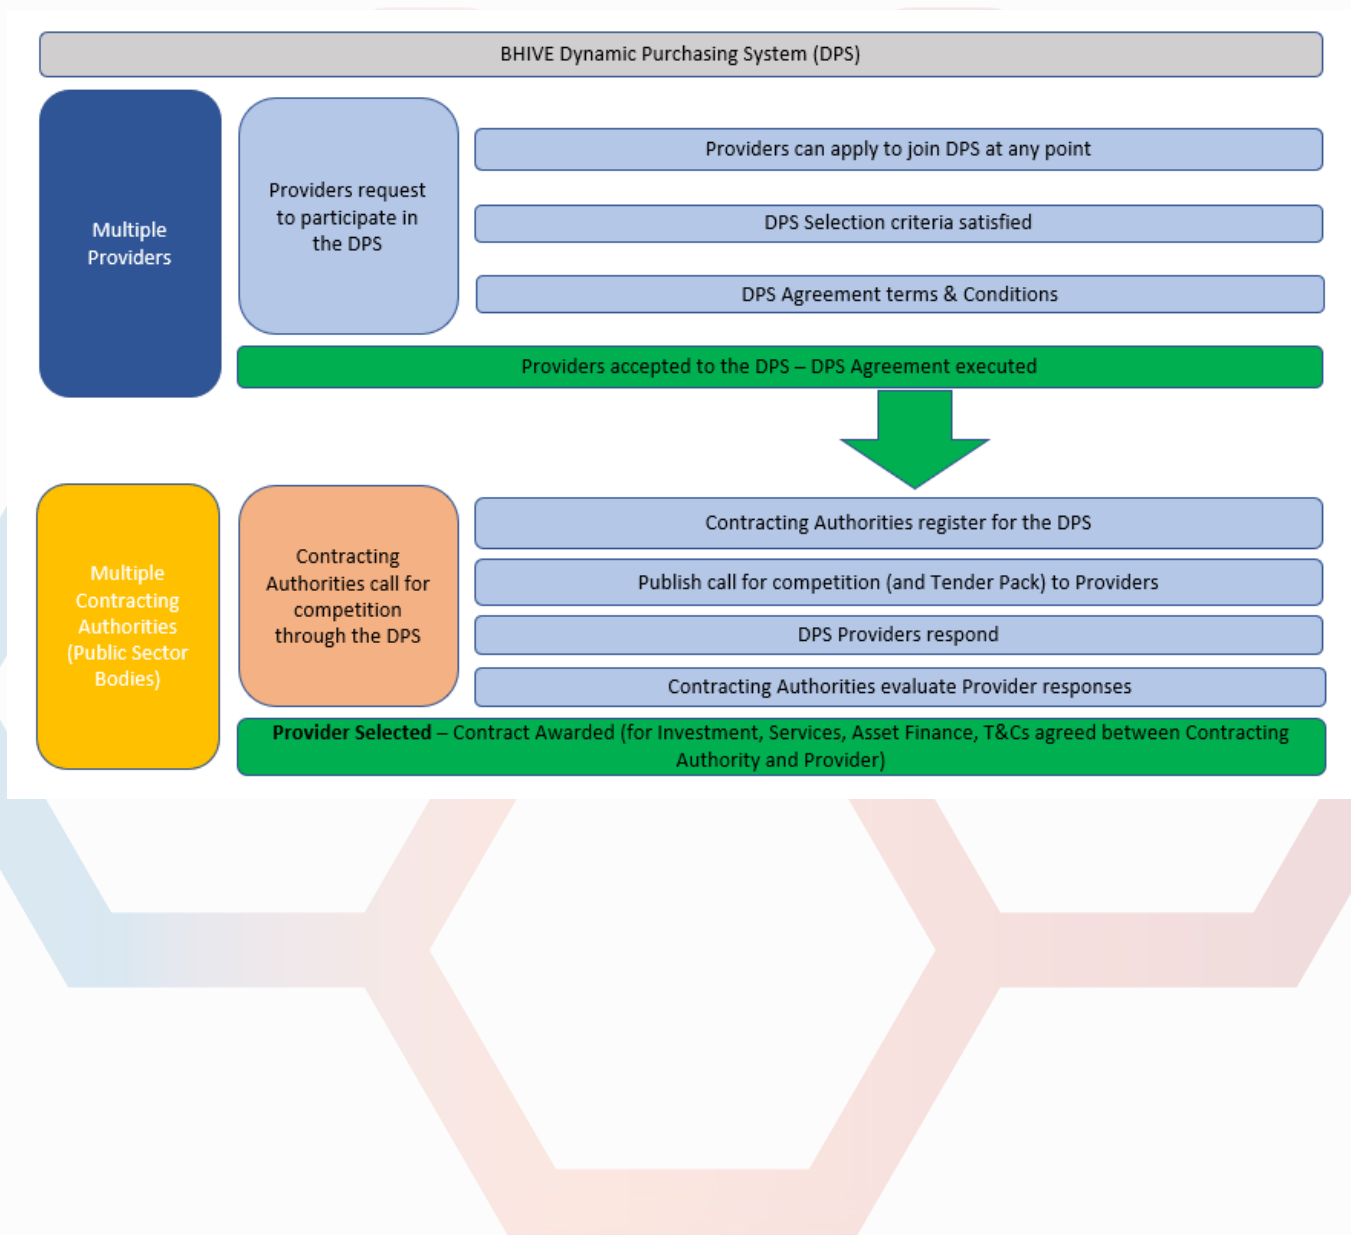 BHIVE Dynamic Purchasing System (DPS)
Multiple
Providers
Providers request
to participate in
the DPS
Providers can apply to join DPS at any point
DPS Selection criteria satisfied
DPS Agreement terms & Conditions
Providers accepted to the DPS – DPS Agreement executed
Multiple
Contracting
Authorities
(Public Sector
Bodies)
Contracting
Authorities call for
competition
through the DPS
Contracting Authorities register for the DPS
Publish call for competition (and Tender Pack) to Providers
DPS Providers respond
Contracting Authorities evaluate Provider responses
Provider Selected – Contract Awarded (for Investment, Services, Asset Finance, T&Cs agreed between Contracting
Authority and Provider)